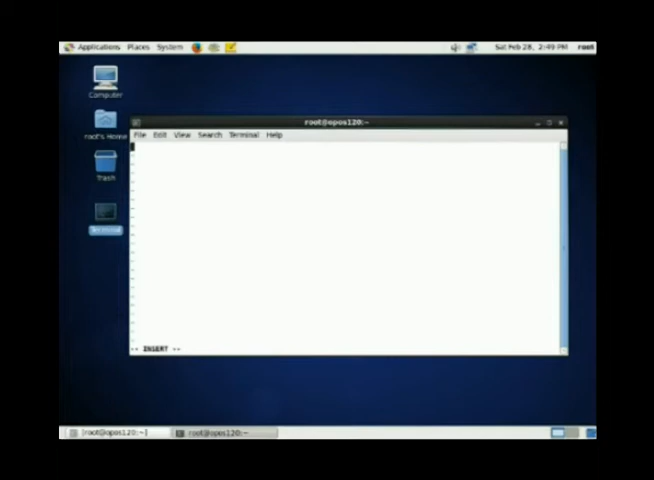 Applications Places System Sat Feb 28, 2:49 PM root
Computer
root's Home
Trash
Terminal
root@opos120:~
File Edit View Search Terminal Help
-- INSERT --
[root@opos120:~] root@opos120:~